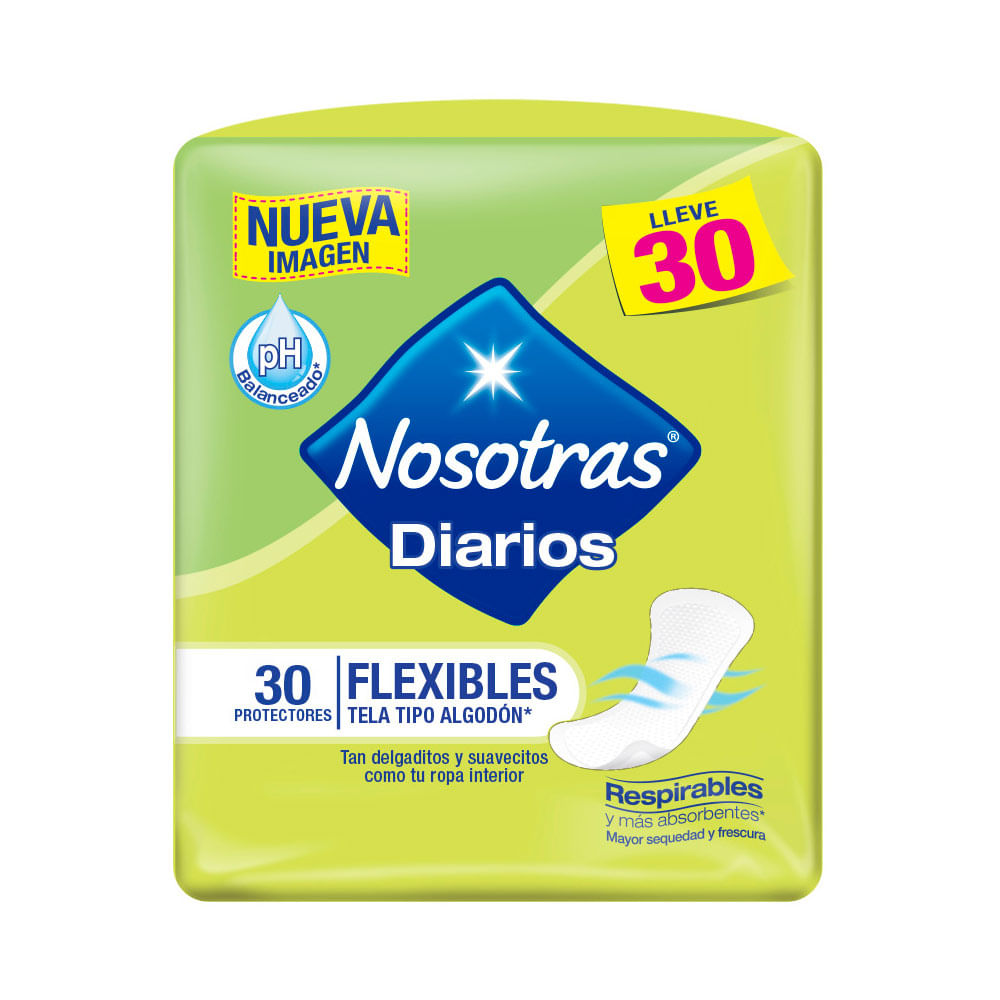 NUEVA
IMAGEN
LLEVE
30
pH
Balanceado*
Nosotras®
Diarios
30
PROTECTORES
FLEXIBLES
TELA TIPO ALGODÓN*
Tan delgaditos y suavecitos
como tu ropa interior
Respirables
y más absorbentes*
Mayor sequedad y frescura